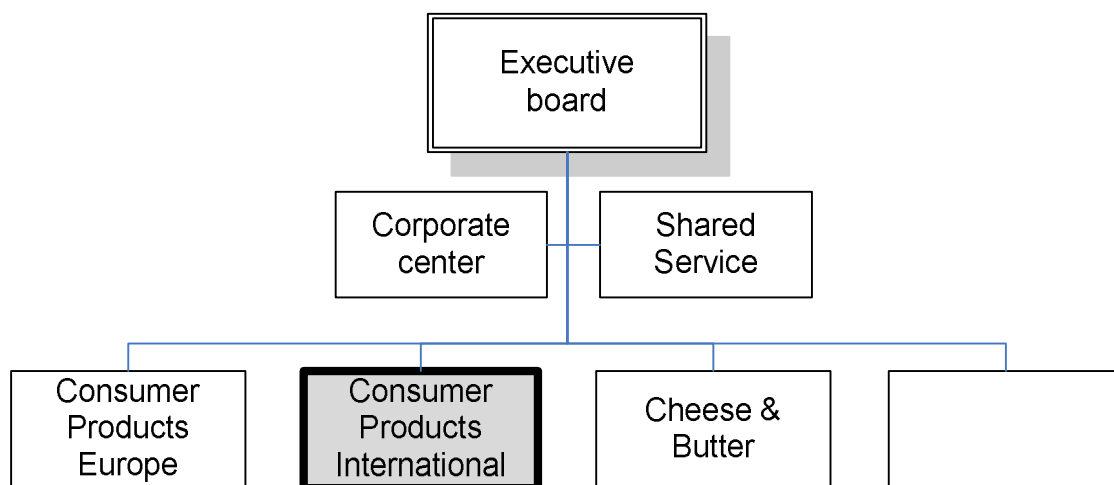 Executive
board
Corporate
center
Shared
Service
Consumer
Products
Europe
Consumer
Products
International
Cheese &
Butter